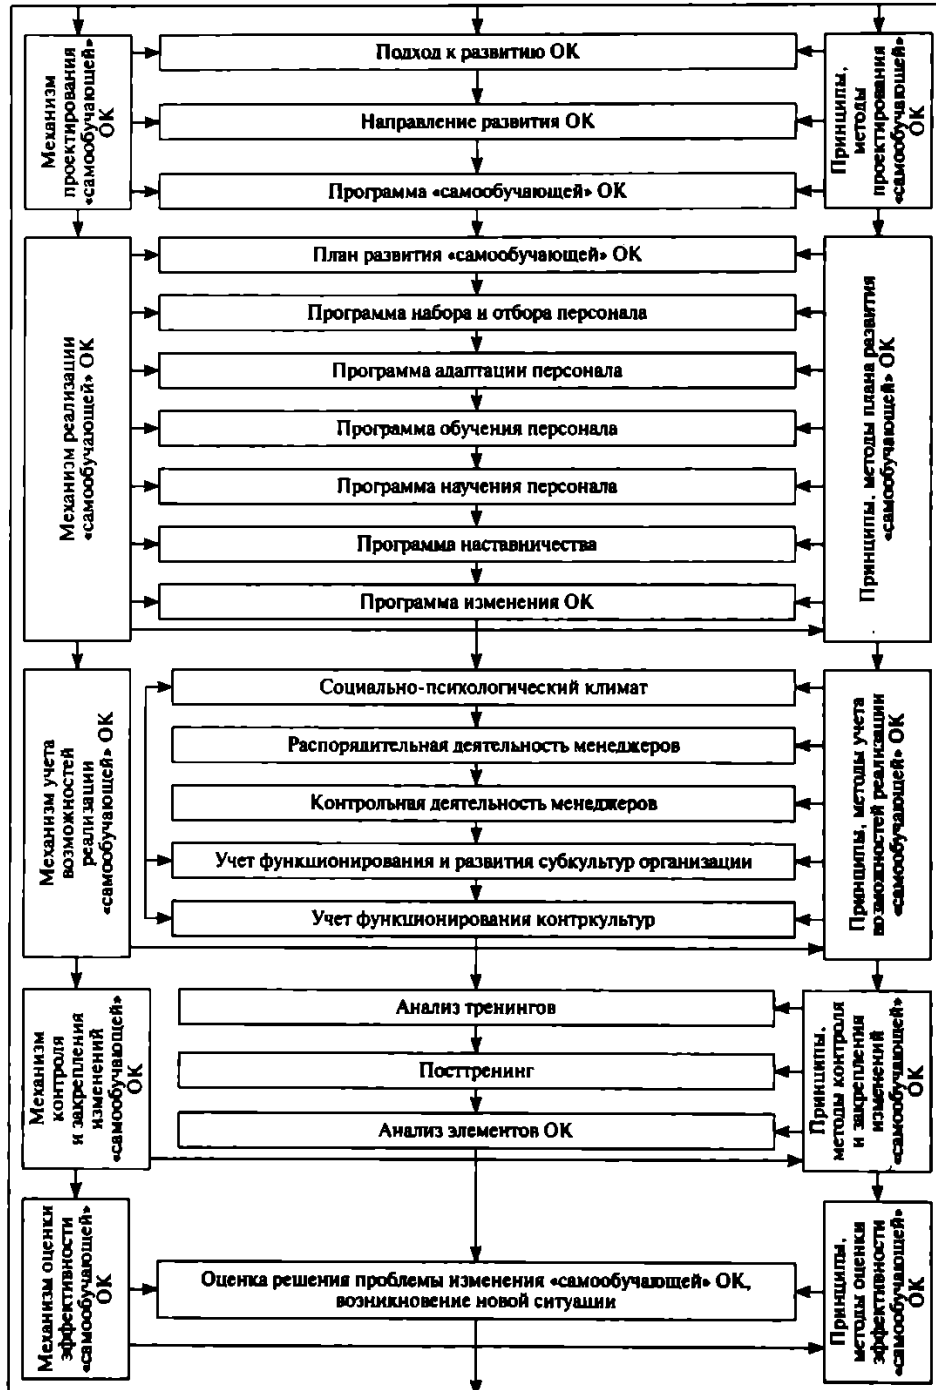 Механизм
проектирования
«самообучающей»
ОК
Подход к развитию ОК
Направление развития ОК
Программа «самообучающей» ОК
Принципы,
методы
проектирования
«самообучающей»
ОК
Механизм реализации
«самообучающей» ОК
План развития «самообучающей» ОК
Программа набора и отбора персонала
Программа адаптации персонала
Программа обучения персонала
Программа научения персонала
Программа наставничества
Программа изменения ОК
Принципы, методы плана развития
«самообучающей» ОК
Механизм учета
возможностей
реализации
«самообучающей» ОК
Социально-психологический климат
Распорядительная деятельность менеджеров
Контрольная деятельность менеджеров
Учет функционирования и развития субкультур организации
Учет функционирования контркультур
Принципы, методы учета
возможностей реализации
«самообучающей» ОК
Механизм
контроля
и закрепления
изменений
«самообучающей»
ОК
Анализ тренингов
Посттренинг
Анализ элементов ОК
Принципы,
методы контроля
и закрепления
изменений
«самообучающей»
ОК
Механизм оценки
эффективности
«самообучающей»
ОК
Оценка решения проблемы изменения «самообучающей» ОК,
возникновение новой ситуации
Принципы,
методы оценки
эффективности
«самообучающей»
ОК